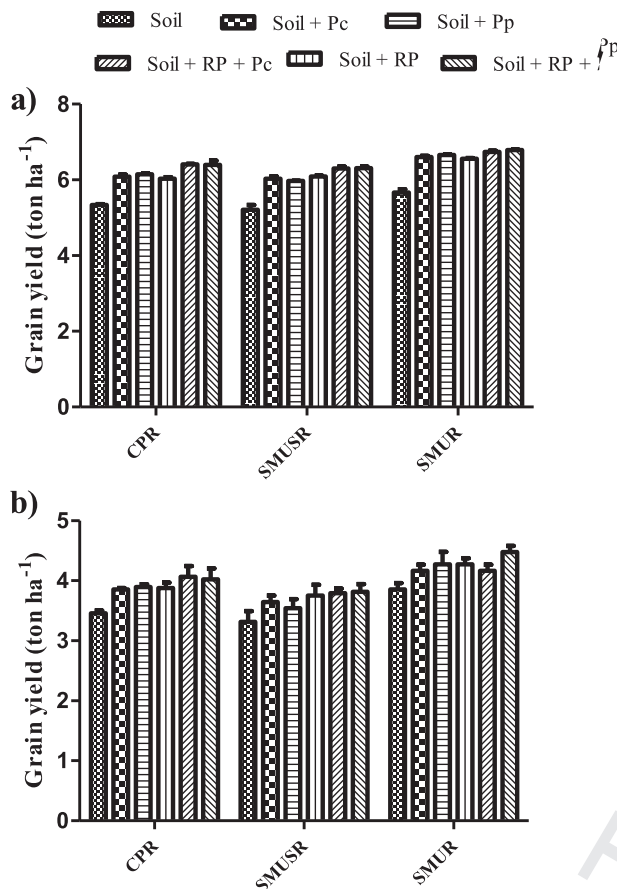 Soil Soil + Pc Soil + Pp
Soil + RP + Pc Soil + RP Soil + RP + Pp
a)
8
6
4
2
0
Grain yield (ton ha⁻¹)
CPR SMUSR SMUR
b)
5
4
3
2
1
0
Grain yield (ton ha⁻¹)
CPR SMUSR SMUR